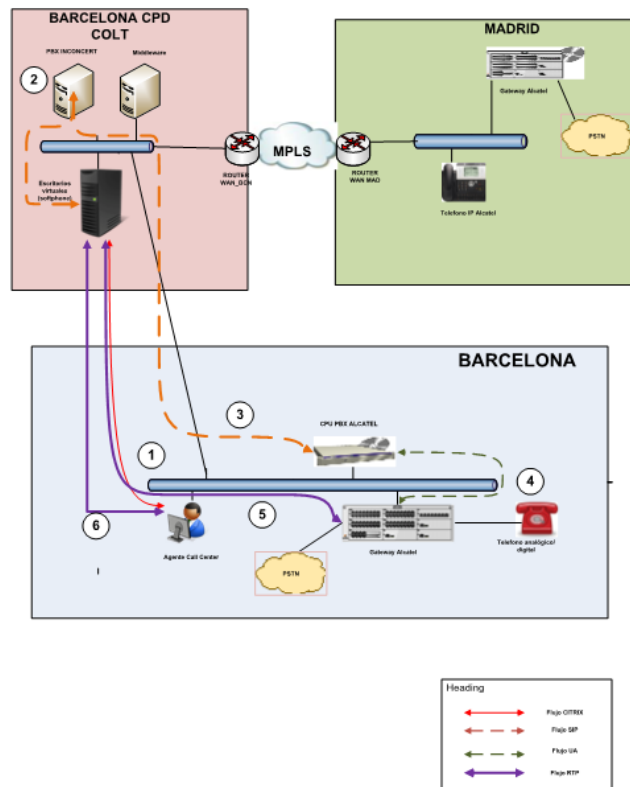 BARCELONA CPD
COLT
PBX INCONCERT
Middleware
2
Escritorios
virtuales
(softphone)
ROUTER
WAN_BCN
MPLS
ROUTER
WAN MAD
MADRID
Gateway Alcatel
PSTN
Telefono IP Alcatel
BARCELONA
3
CPU PBX ALCATEL
1
4
6
5
Agente Call Center
PSTN
Gateway Alcatel
Telefono analógico/
digital
Heading
Flujo CITRIX
Flujo SIP
Flujo UA
Flujo RTP